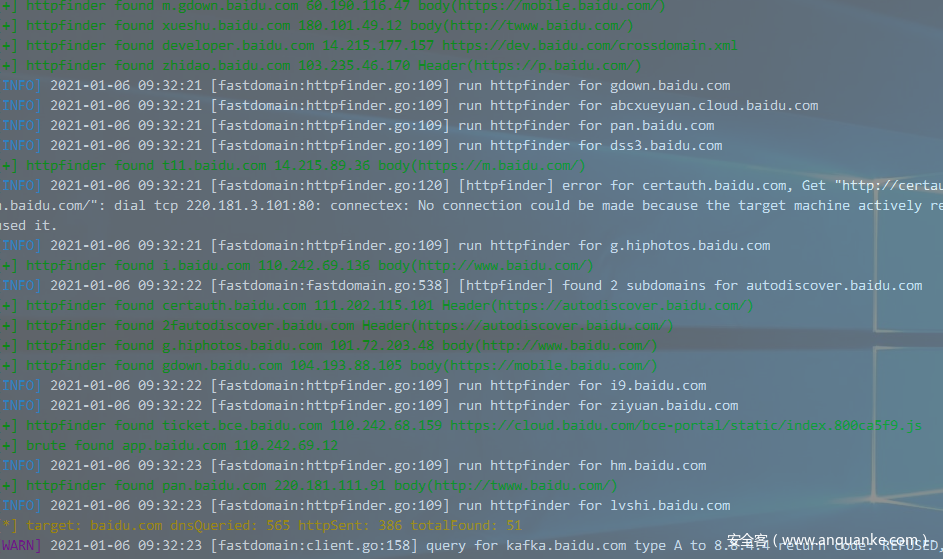 +] httpfinder found m.gdown.baidu.com 60.190.116.47 body(https://mobile.baidu.com/)
+] httpfinder found xueshu.baidu.com 180.101.49.12 body(http://twww.baidu.com/)
+] httpfinder found developer.baidu.com 14.215.177.157 https://dev.baidu.com/crossdomain.xml
+] httpfinder found zhidao.baidu.com 103.235.46.170 Header(https://p.baidu.com/)
INFO] 2021-01-06 09:32:21 [fastdomain:httpfinder.go:109] run httpfinder for gdown.baidu.com
INFO] 2021-01-06 09:32:21 [fastdomain:httpfinder.go:109] run httpfinder for abcxueyuan.cloud.baidu.com
INFO] 2021-01-06 09:32:21 [fastdomain:httpfinder.go:109] run httpfinder for pan.baidu.com
INFO] 2021-01-06 09:32:21 [fastdomain:httpfinder.go:109] run httpfinder for dss3.baidu.com
+] httpfinder found t11.baidu.com 14.215.89.36 body(https://m.baidu.com/)
INFO] 2021-01-06 09:32:21 [fastdomain:httpfinder.go:120] [httpfinder] error for certauth.baidu.com, Get "http://certau
h.baidu.com/": dial tcp 220.181.3.101:80: connectex: No connection could be made because the target machine actively re
used it.
INFO] 2021-01-06 09:32:21 [fastdomain:httpfinder.go:109] run httpfinder for g.hiphotos.baidu.com
+] httpfinder found i.baidu.com 110.242.69.136 body(http://www.baidu.com/)
INFO] 2021-01-06 09:32:22 [fastdomain:fastdomain.go:538] [httpfinder] found 2 subdomains for autodiscover.baidu.com
+] httpfinder found certauth.baidu.com 111.202.115.101 Header(https://autodiscover.baidu.com/)
+] httpfinder found 2fautodiscover.baidu.com Header(https://autodiscover.baidu.com/)
+] httpfinder found g.hiphotos.baidu.com 101.72.203.48 body(http://www.baidu.com/)
+] httpfinder found gdown.baidu.com 104.193.88.105 body(https://mobile.baidu.com/)
INFO] 2021-01-06 09:32:22 [fastdomain:httpfinder.go:109] run httpfinder for i9.baidu.com
INFO] 2021-01-06 09:32:22 [fastdomain:httpfinder.go:109] run httpfinder for ziyuan.baidu.com
+] httpfinder found ticket.bce.baidu.com 110.242.68.159 https://cloud.baidu.com/bce-portal/static/index.808ca5f9.js
+] brute found app.baidu.com 110.242.69.12
INFO] 2021-01-06 09:32:23 [fastdomain:httpfinder.go:109] run httpfinder for hm.baidu.com
+] httpfinder found pan.baidu.com 220.181.111.91 body(http://twww.baidu.com/)
INFO] 2021-01-06 09:32:23 [fastdomain:httpfinder.go:109] run httpfinder for lvshi.baidu.com
*] target: baidu.com dnsQueried: 565 httpSent: 386 totalFound: 51
WARN] 2021-01-06 09:32:23 [fastdomain:client.go:158] query for kafka.baidu.com type A to 8.8.4.4 return code: REFUSED
安全客 ( www.anquanke.com )